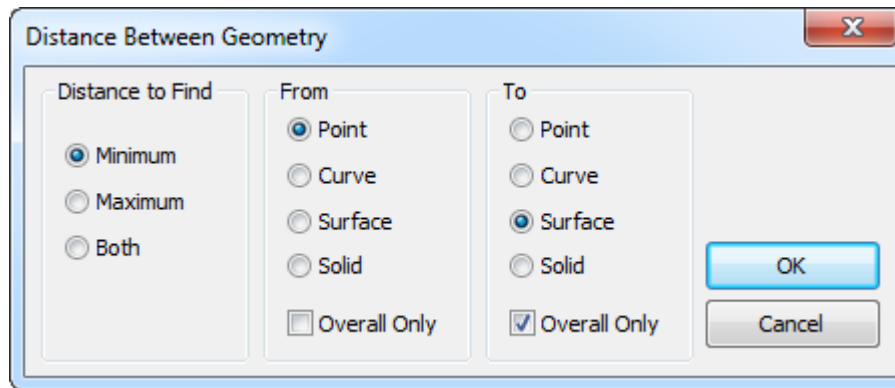 Distance Between Geometry
Distance to Find
Minimum
Maximum
Both
From
Point
Curve
Surface
Solid
Overall Only
To
Point
Curve
Surface
Solid
Overall Only
OK
Cancel